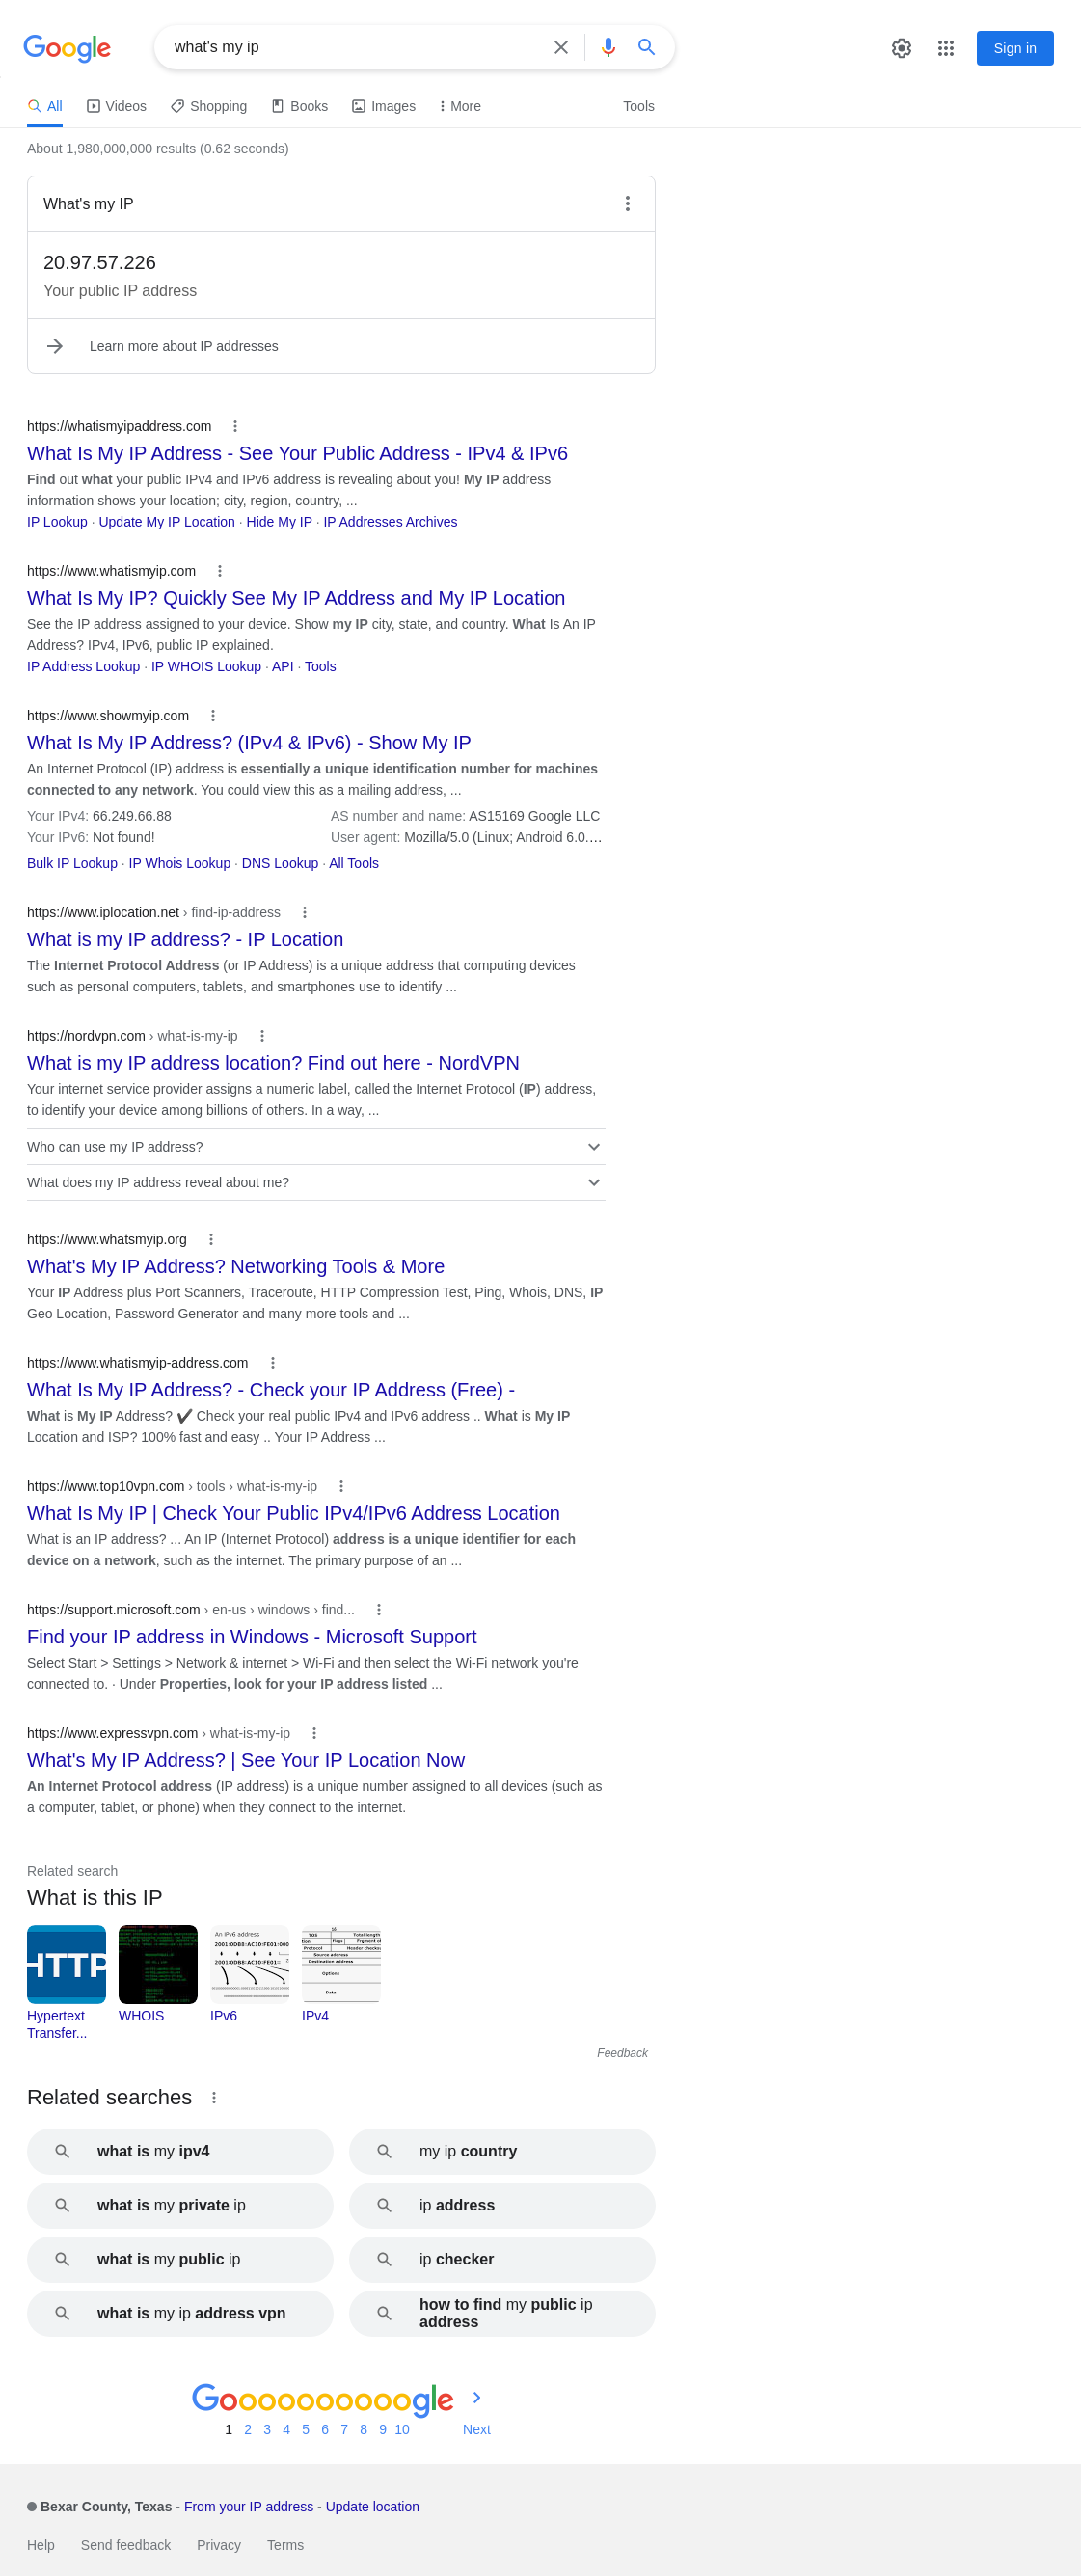 Google
what's my ip
Sign in
All Videos Shopping Books Images More Tools
About 1,980,000,000 results (0.62 seconds)
What's my IP
20.97.57.226
Your public IP address
Learn more about IP addresses
https://whatismyipaddress.com
What Is My IP Address - See Your Public Address - IPv4 & IPv6
Find out what your public IPv4 and IPv6 address is revealing about you! My IP address
information shows your location; city, region, country, ...
IP Lookup · Update My IP Location · Hide My IP · IP Addresses Archives
https://www.whatismyip.com
What Is My IP? Quickly See My IP Address and My IP Location
See the IP address assigned to your device. Show my IP city, state, and country. What Is An IP
Address? IPv4, IPv6, public IP explained.
IP Address Lookup · IP WHOIS Lookup · API · Tools
https://www.showmyip.com
What Is My IP Address? (IPv4 & IPv6) - Show My IP
An Internet Protocol (IP) address is essentially a unique identification number for machines
connected to any network. You could view this as a mailing address, ...
Your IPv4: 66.249.66.88 AS number and name: AS15169 Google LLC
Your IPv6: Not found! User agent: Mozilla/5.0 (Linux; Android 6.0....
Bulk IP Lookup · IP Whois Lookup · DNS Lookup · All Tools
https://www.iplocation.net › find-ip-address
What is my IP address? - IP Location
The Internet Protocol Address (or IP Address) is a unique address that computing devices
such as personal computers, tablets, and smartphones use to identify ...
https://nordvpn.com › what-is-my-ip
What is my IP address location? Find out here - NordVPN
Your internet service provider assigns a numeric label, called the Internet Protocol (IP) address,
to identify your device among billions of others. In a way, ...
Who can use my IP address?
What does my IP address reveal about me?
https://www.whatsmyip.org
What's My IP Address? Networking Tools & More
Your IP Address plus Port Scanners, Traceroute, HTTP Compression Test, Ping, Whois, DNS, IP
Geo Location, Password Generator and many more tools and ...
https://www.whatismyip-address.com
What Is My IP Address? - Check your IP Address (Free) -
What is My IP Address? ✔ Check your real public IPv4 and IPv6 address .. What is My IP
Location and ISP? 100% fast and easy .. Your IP Address ...
https://www.top10vpn.com › tools › what-is-my-ip
What Is My IP | Check Your Public IPv4/IPv6 Address Location
What is an IP address? ... An IP (Internet Protocol) address is a unique identifier for each
device on a network, such as the internet. The primary purpose of an ...
https://support.microsoft.com › en-us › windows › find...
Find your IP address in Windows - Microsoft Support
Select Start > Settings > Network & internet > Wi-Fi and then select the Wi-Fi network you're
connected to. · Under Properties, look for your IP address listed ...
https://www.expressvpn.com › what-is-my-ip
What's My IP Address? | See Your IP Location Now
An Internet Protocol address (IP address) is a unique number assigned to all devices (such as
a computer, tablet, or phone) when they connect to the internet.
Related search
What is this IP
HTTP
An IPv6 address
2001:0DB8:AC10:FE01:000
2001:0DB8:AC10:FE01:
Total length
Header checksu
Source address
Destination address
Options
Data
Hypertext
Transfer...
WHOIS
IPv6
IPv4
Feedback
Related searches
what is my ipv4
my ip country
what is my private ip
ip address
what is my public ip
ip checker
what is my ip address vpn
how to find my public ip
address
Goooooooooogle
1 2 3 4 5 6 7 8 9 10 Next
Bexar County, Texas - From your IP address - Update location
Help Send feedback Privacy Terms